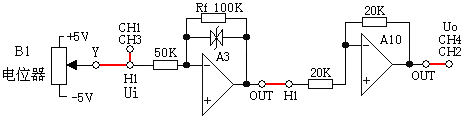 +5V
B1
电位器
-5V
Y
CH1
CH3
H1
Ui
50K
Rf 100K
A3
-
+
OUT
H1
20K
20K
A10
-
+
OUT
Uo
CH4
CH2